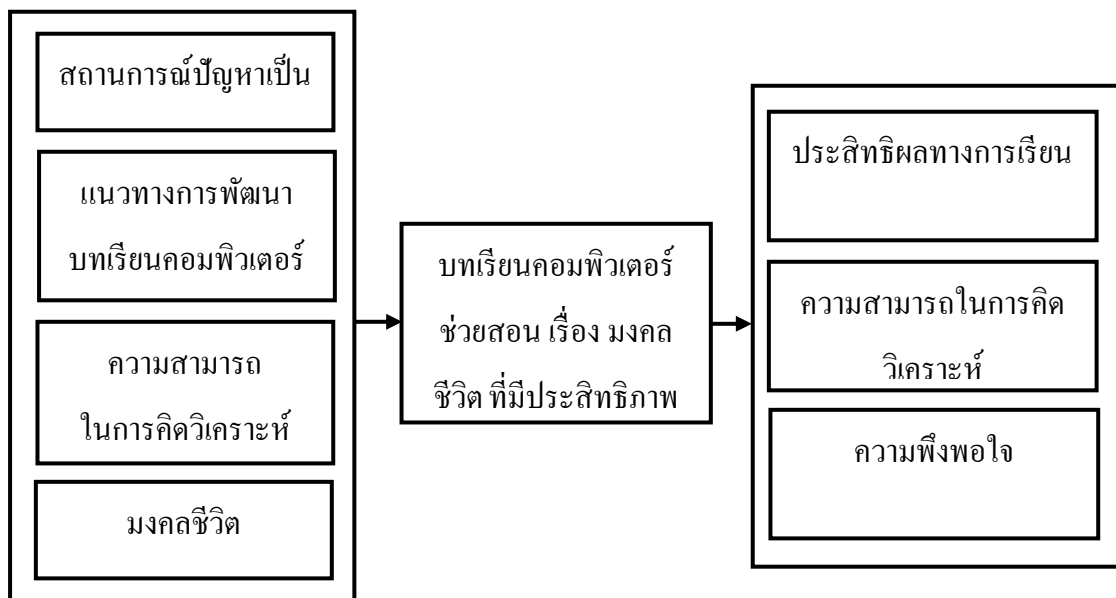 สถานการณ์ปัญหาเป็น
แนวทางการพัฒนา
บทเรียนคอมพิวเตอร์
ความสามารถ
ในการคิดวิเคราะห์
มงคลชีวิต
บทเรียนคอมพิวเตอร์
ช่วยสอน เรื่อง มงคล
ชีวิต ที่มีประสิทธิภาพ
ประสิทธิผลทางการเรียน
ความสามารถในการคิด
วิเคราะห์
ความพึงพอใจ